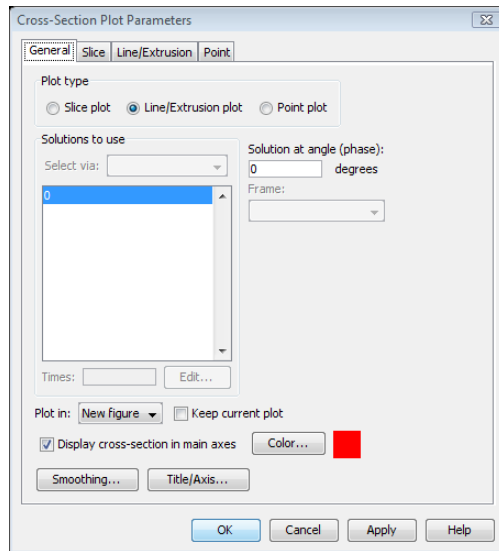 Cross-Section Plot Parameters
General Slice Line/Extrusion Point
Plot type
Slice plot Line/Extrusion plot Point plot
Solutions to use
Select via:
Solution at angle (phase):
0 degrees
0
Frame:
Times: Edit...
Plot in: New figure Keep current plot
Display cross-section in main axes Color...
Smoothing... Title/Axis...
OK Cancel Apply Help